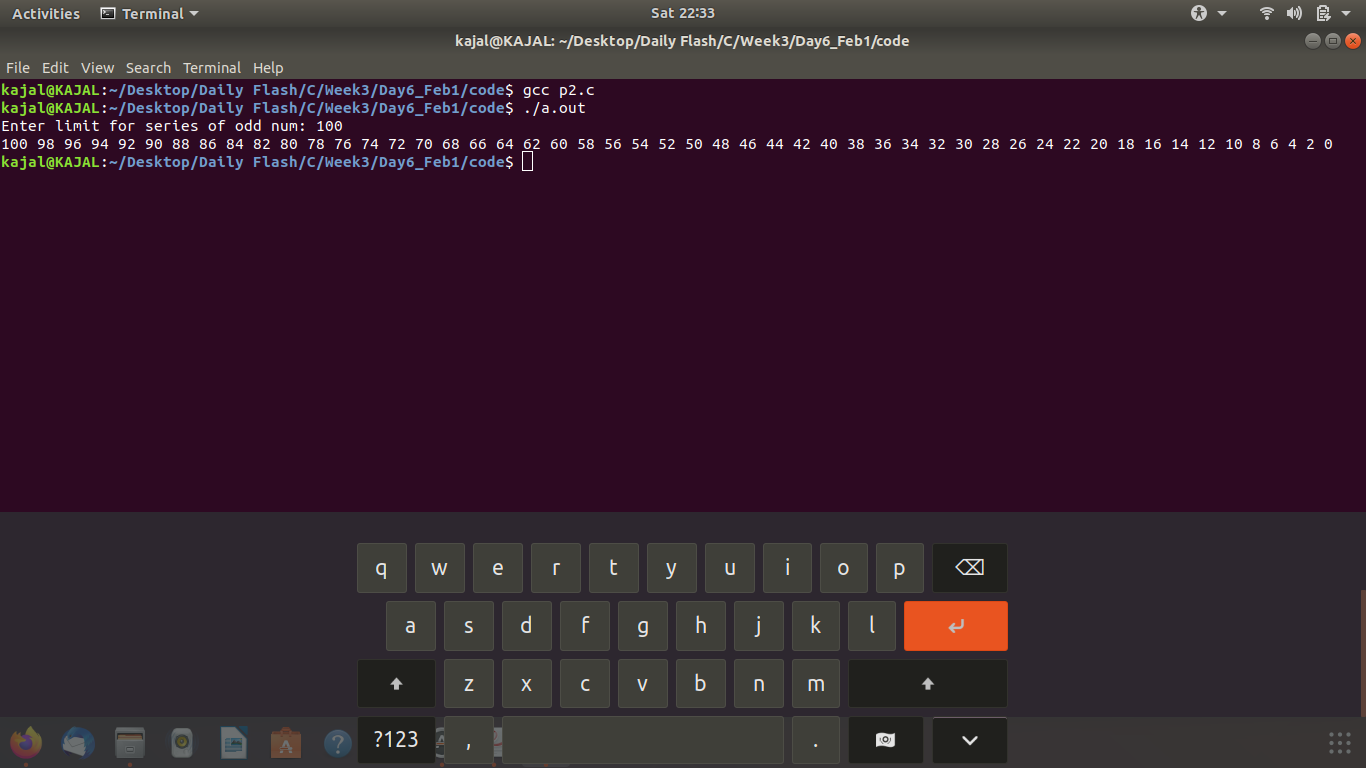 Activities Terminal Sat 22:33
kajal@KAJAL: ~/Desktop/Daily Flash/C/Week3/Day6_Feb1/code
File Edit View Search Terminal Help
kajal@KAJAL:~/Desktop/Daily Flash/C/Week3/Day6_Feb1/code$ gcc p2.c
kajal@KAJAL:~/Desktop/Daily Flash/C/Week3/Day6_Feb1/code$ ./a.out
Enter limit for series of odd num: 100
100 98 96 94 92 90 88 86 84 82 80 78 76 74 72 70 68 66 64 62 60 58 56 54 52 50 48 46 44 42 40 38 36 34 32 30 28 26 24 22 20 18 16 14 12 10 8 6 4 2 0
kajal@KAJAL:~/Desktop/Daily Flash/C/Week3/Day6_Feb1/code$
q w e r t y u i o p
a s d f g h j k l
z x c v b n m
?123 , .